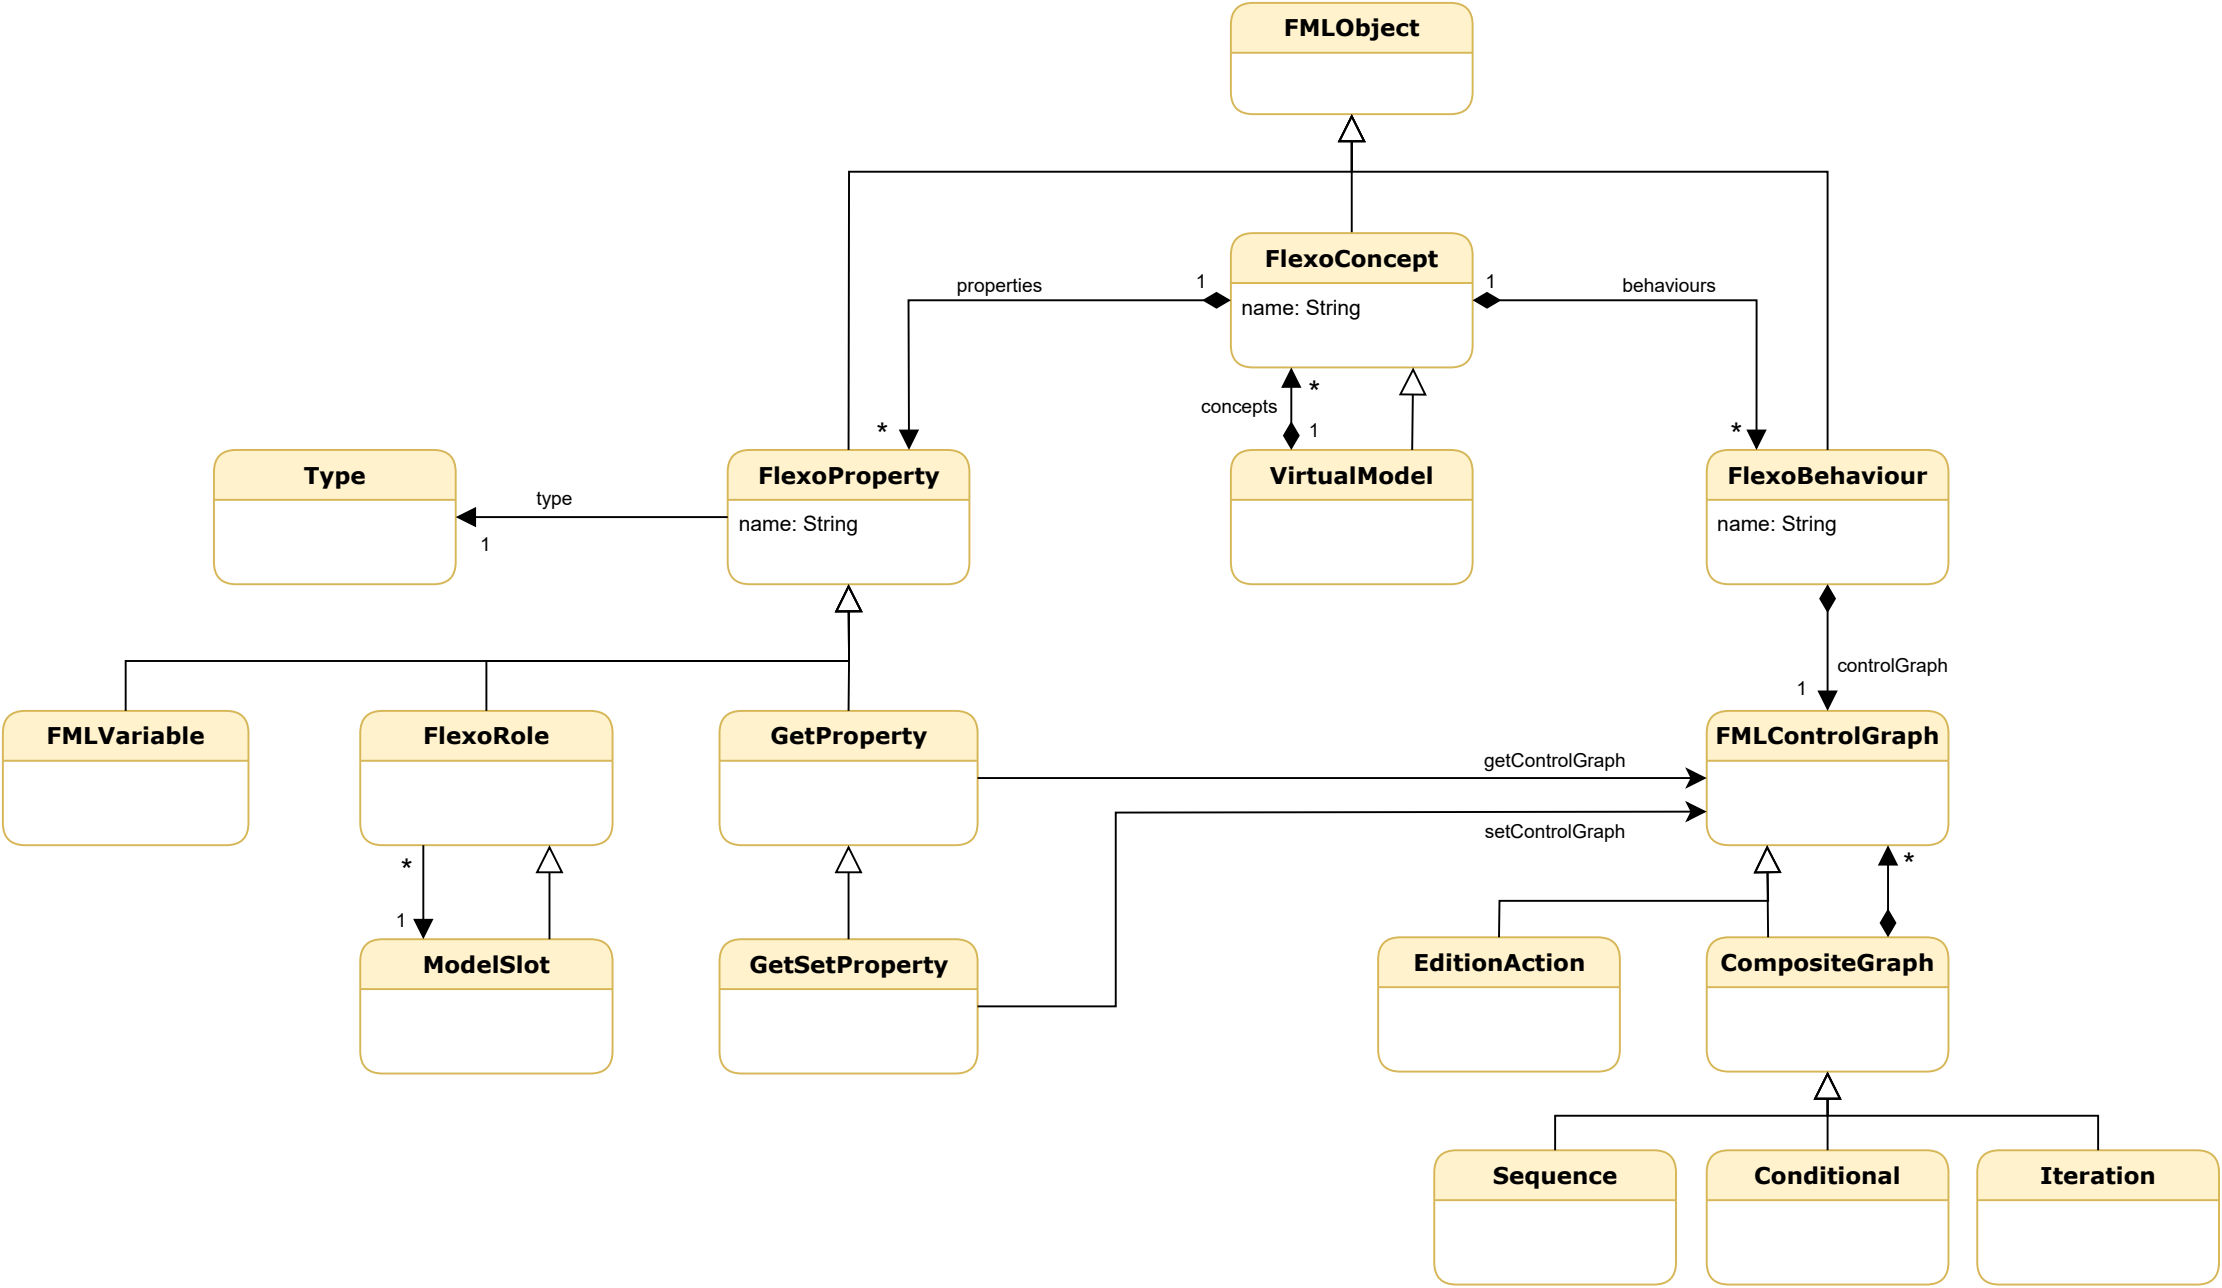 FMLObject
FlexoConcept
name: String
properties
1
1
behaviours
*
concepts
*
1
*
Type
FlexoProperty
name: String
VirtualModel
FlexoBehaviour
name: String
type
1
controlGraph
1
FMLVariable
FlexoRole
GetProperty
FMLControlGraph
getControlGraph
setControlGraph
*
1
*
ModelSlot
GetSetProperty
EditionAction
CompositeGraph
Sequence
Conditional
Iteration